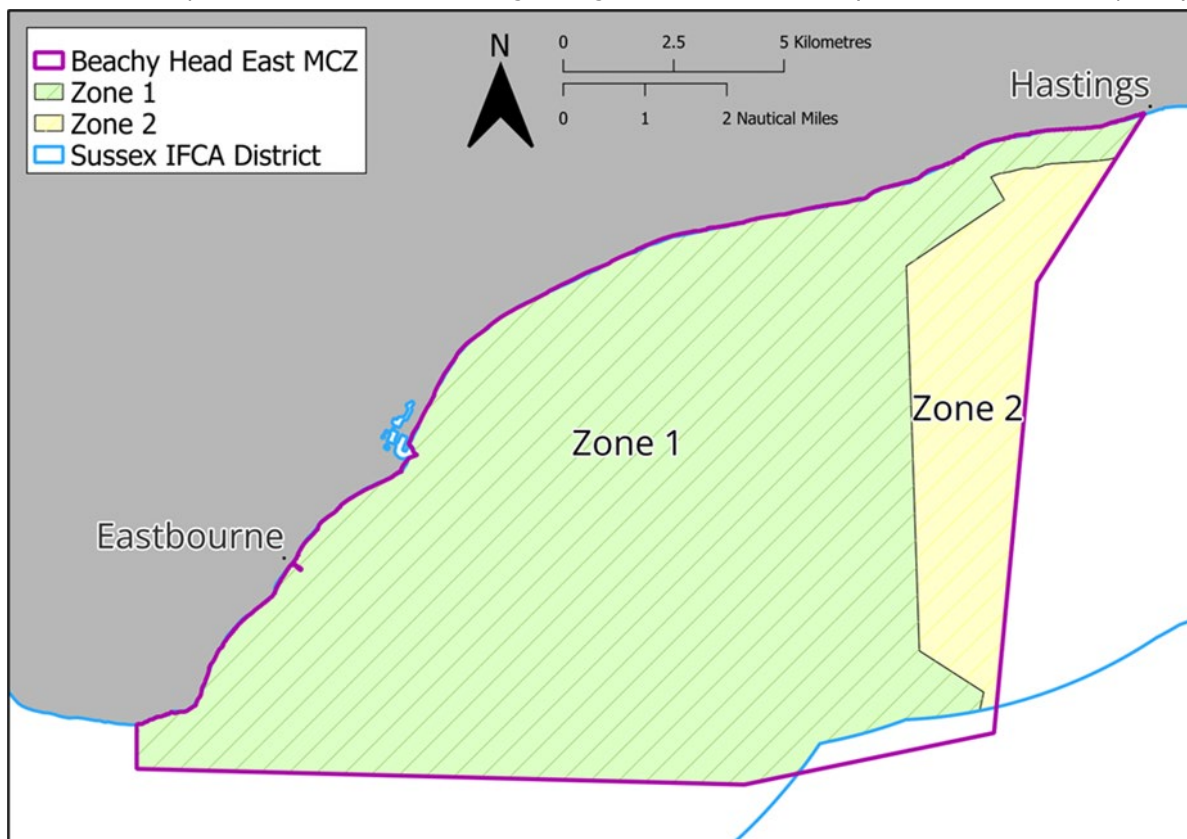 Beachy Head East MCZ
Zone 1
Zone 2
Sussex IFCA District
N
0 2.5 5 Kilometres
0 1 2 Nautical Miles
Hastings
Zone 2
Zone 1
Eastbourne